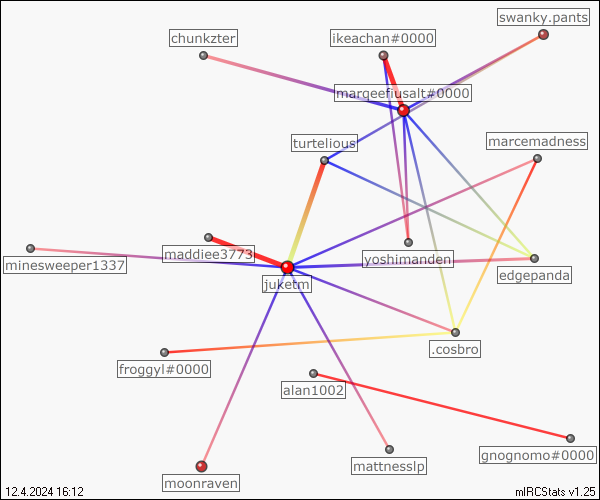 swanky.pants
chunkzter
ikeachan#0000
marqeefiusalt#0000
turtelious
marcemadness
maddiee3773
yoshimanden
minesweeper1337
edgepanda
juketm
.cosbro
froggyl#0000
alan1002
gnognomo#0000
mattnesslp
moonraven
12.4.2024 16:12
mIRCStats v1.25